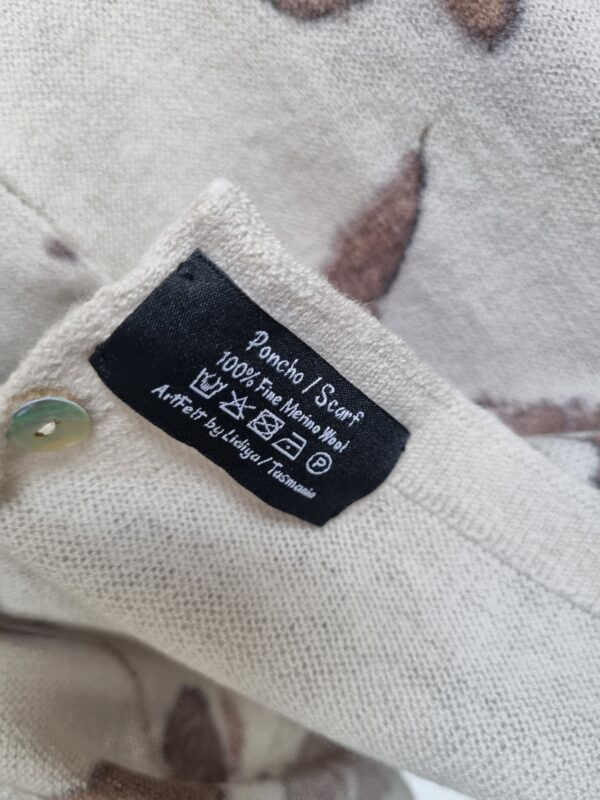 Poncho / Scarf
100% Fine Merino Wool
P
ArtFelt by Lidiya / Tasmania